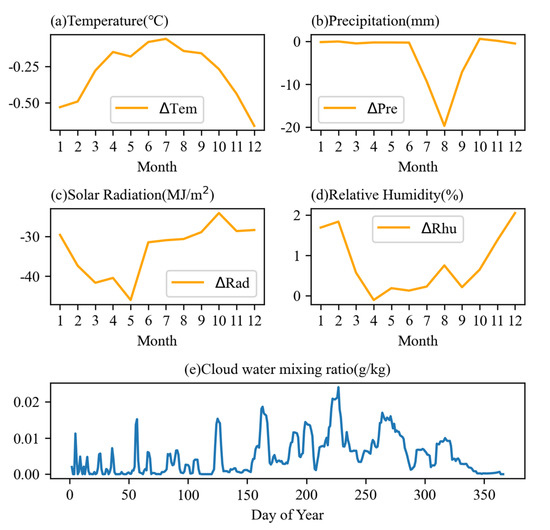 (a)Temperature(℃) (b)Precipitation(mm)
-0.25
-0.50
ΔTem
1 2 3 4 5 6 7 8 9 10 11 12
Month
0
-10
-20
ΔPre
1 2 3 4 5 6 7 8 9 10 11 12
Month
(c)Solar Radiation(MJ/m²) (d)Relative Humidity(%)
-30
-40
ΔRad
1 2 3 4 5 6 7 8 9 10 11 12
Month
2
1
0
ΔRhu
1 2 3 4 5 6 7 8 9 10 11 12
Month
(e)Cloud water mixing ratio(g/kg)
0.02
0.01
0.00
0 50 100 150 200 250 300 350
Day of Year